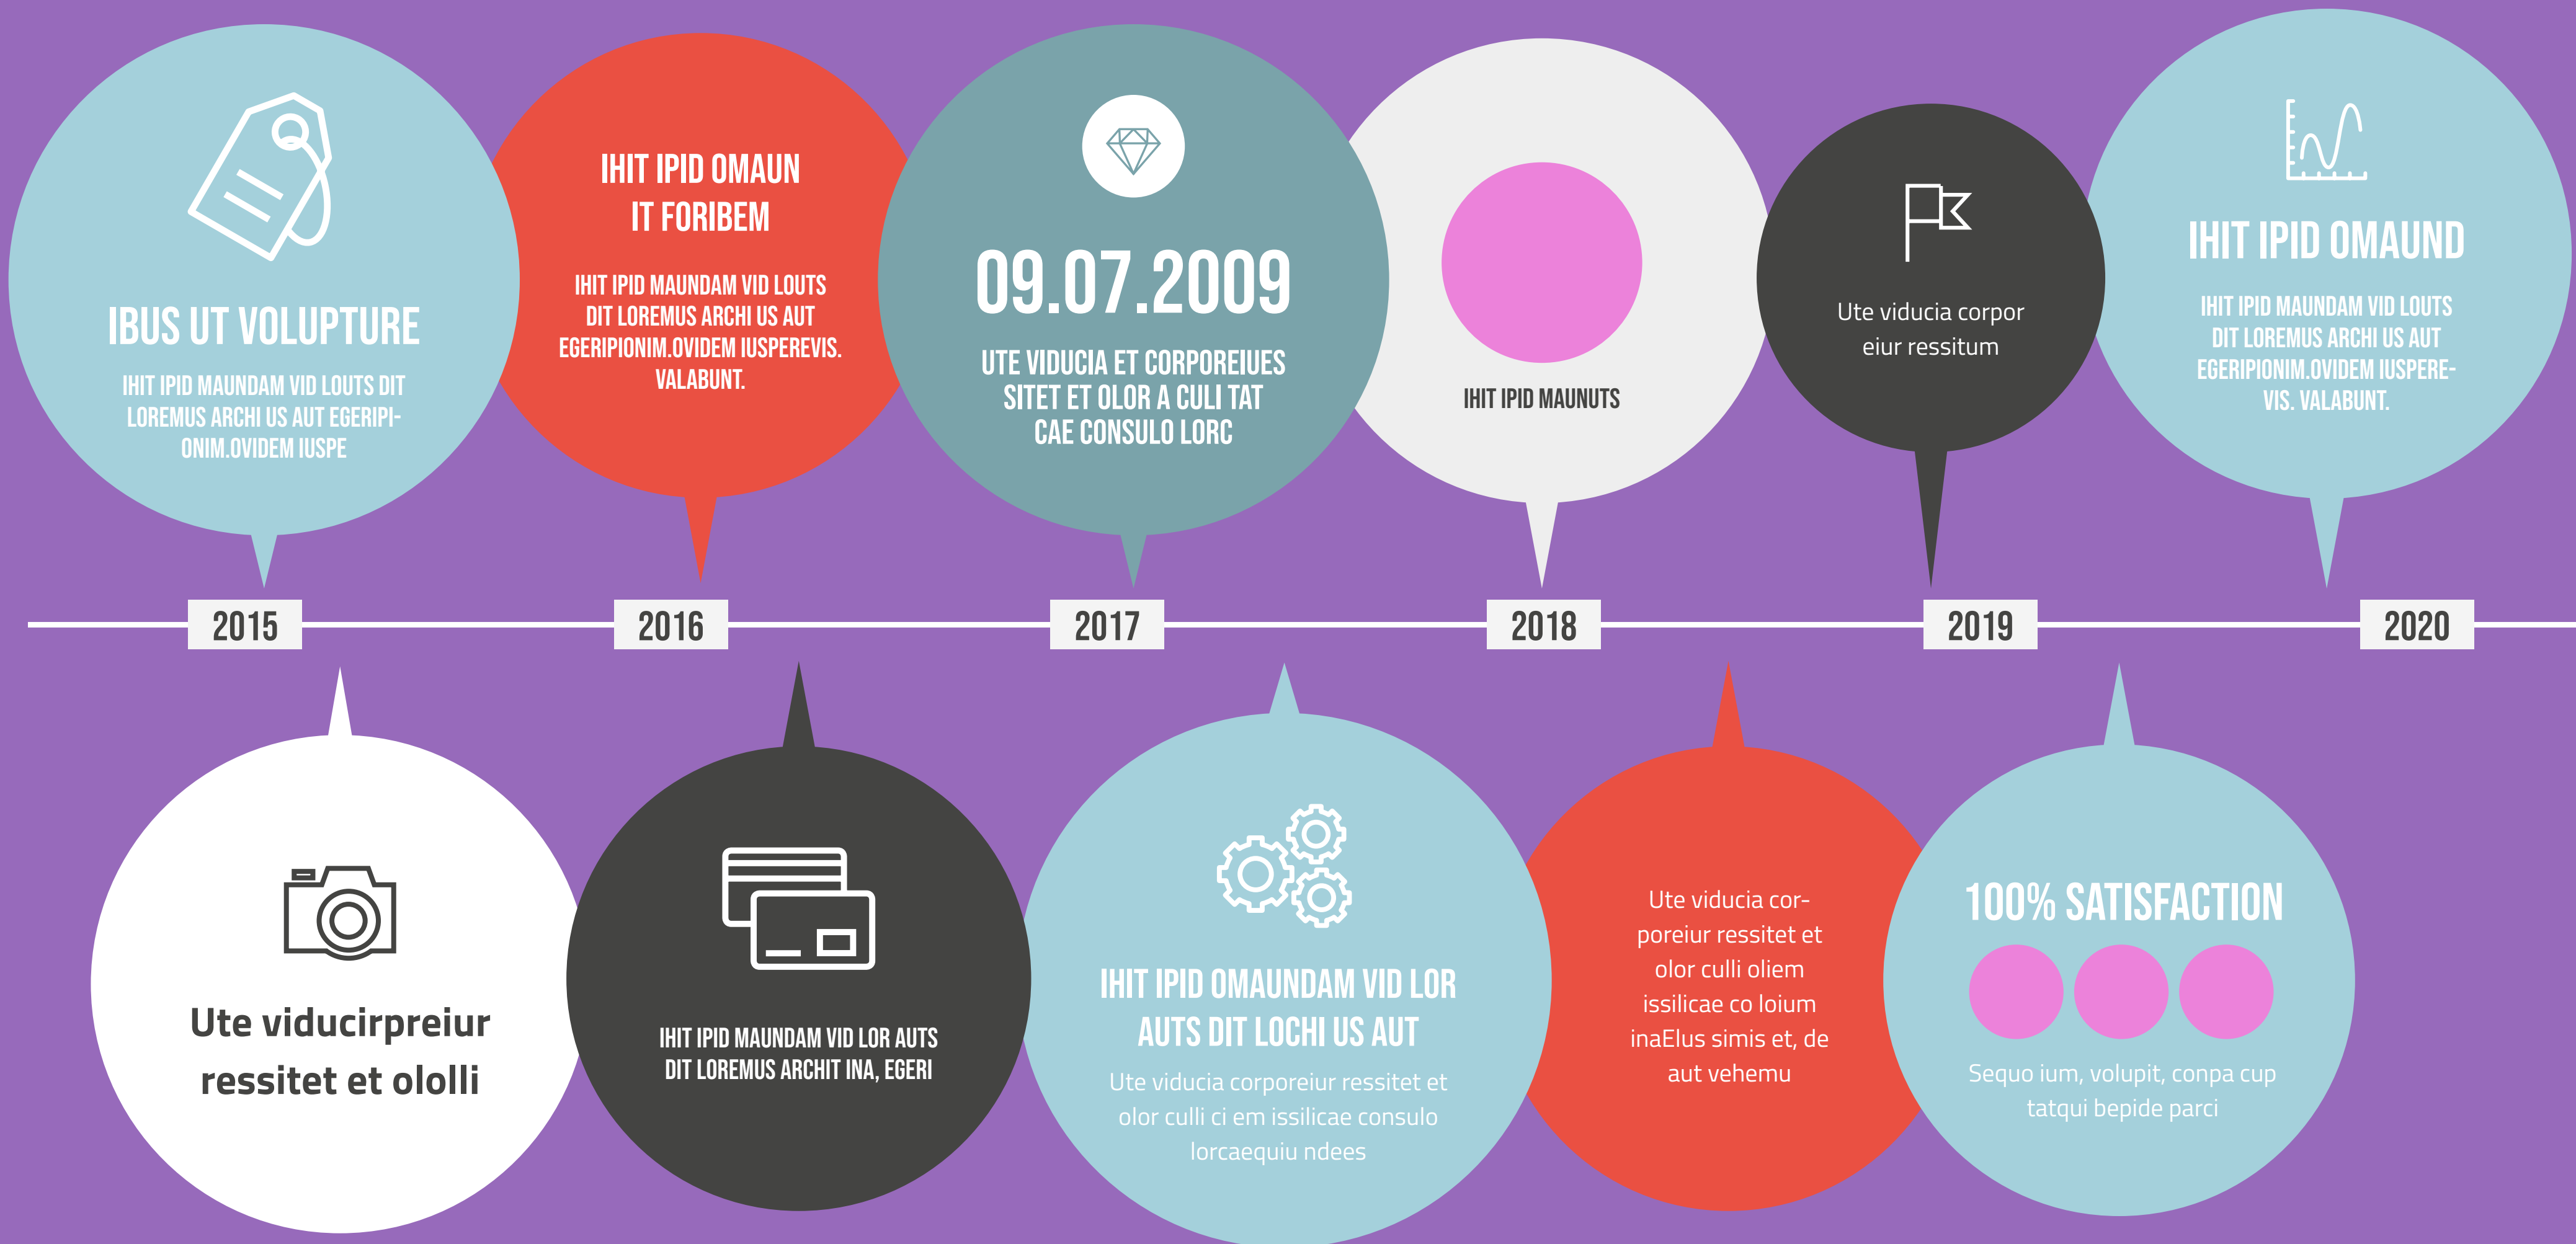 IBUS UT VOLUPTURE
IHIT IPID MAUNDAM VID LOUTS DIT
LOREMUS ARCHI US AUT EGERIPI-
ONIM.OVIDEM IUSPE
IHIT IPID OMAUN
IT FORIBEM
IHIT IPID MAUNDAM VID LOUTS
DIT LOREMUS ARCHI US AUT
EGERIPIONIM.OVIDEM IUSPEREVIS.
VALABUNT.
09.07.2009
UTE VIDUCIA ET CORPOREIUES
SITET ET OLOR A CULI TAT
CAE CONSULO LORC
IHIT IPID MAUNUTS
Ute viducia corpor
eiur ressitum
IHIT IPID OMAUND
IHIT IPID MAUNDAM VID LOUTS
DIT LOREMUS ARCHI US AUT
EGERIPIONIM.OVIDEM IUSPERE-
VIS. VALABUNT.
2015
2016
2017
2018
2019
2020
Ute viducirpreiur
ressitet et ololli
IHIT IPID MAUNDAM VID LOR AUTS
DIT LOREMUS ARCHIT INA, EGERI
IHIT IPID OMAUNDAM VID LOR
AUTS DIT LOCHI US AUT
Ute viducia corporeiur ressitet et
olor culli ci em issilicae consulo
lorcaequiu ndees
Ute viducia cor-
poreiur ressitet et
olor culli oliem
issilicae co loium
inaElus simis et, de
aut vehemu
100% SATISFACTION
Sequo ium, volupit, conpa cup
tatqui bepide parci